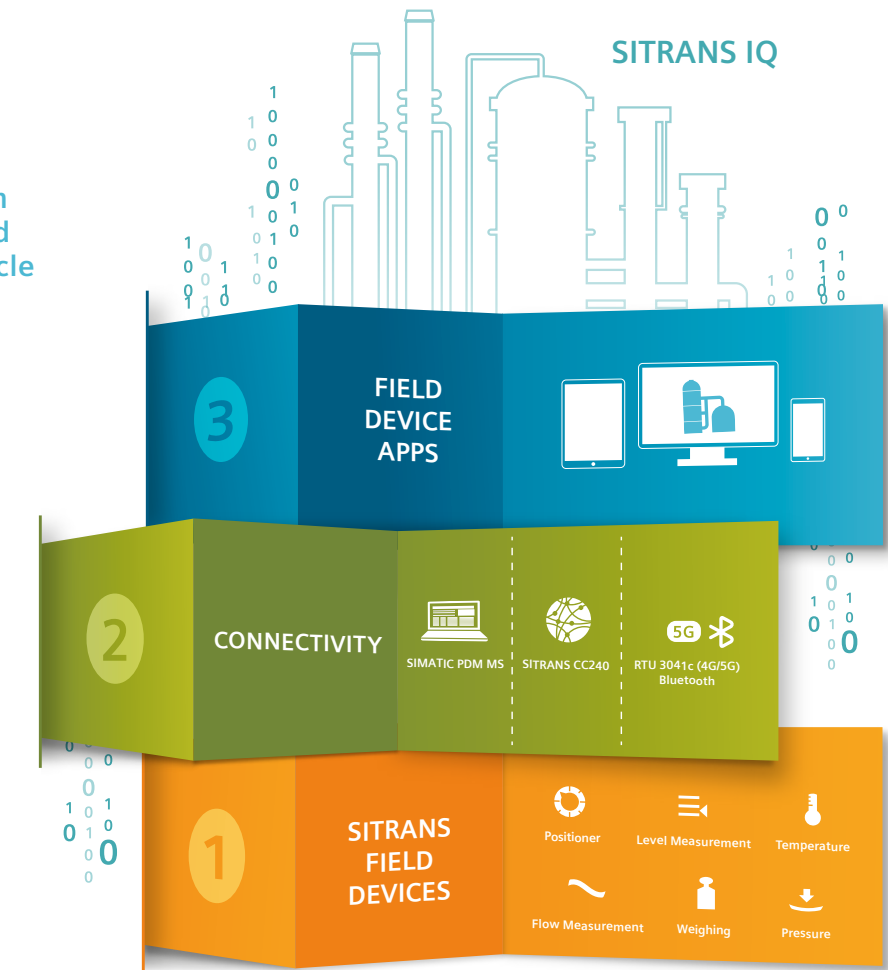 SITRANS IQ
cle
3
FIELD
DEVICE
APPS
2
CONNECTIVITY
SIMATIC PDM MS
SITRANS CC240
5G
RTU 3041c (4G/5G)
Bluetooth
1
SITRANS
FIELD
DEVICES
Positioner
Level Measurement
Temperature
Flow Measurement
Weighing
Pressure